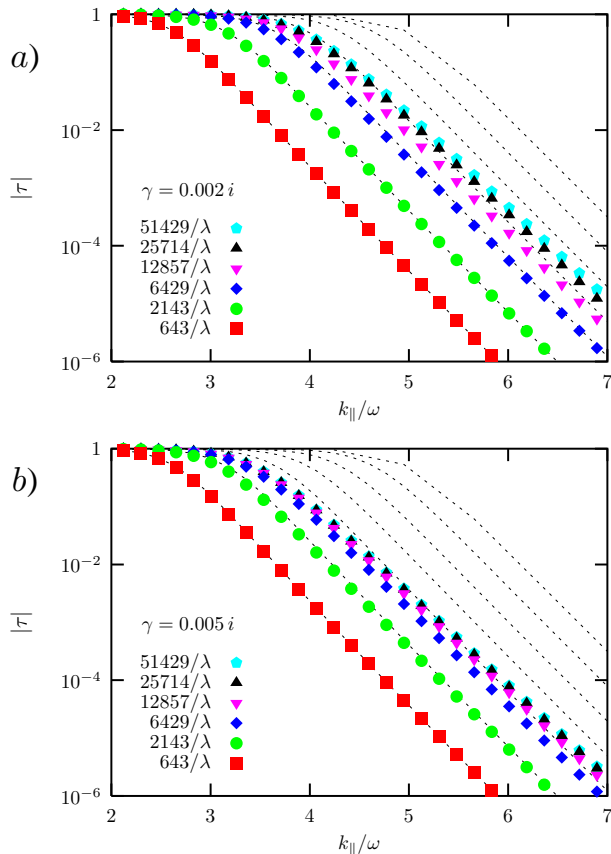 a)
1
10⁻²
10⁻⁴
10⁻⁶
|τ|
γ = 0.002 i
51429/λ
25714/λ
12857/λ
6429/λ
2143/λ
643/λ
2 3 4 5 6 7
k∥/ω
b)
1
10⁻²
10⁻⁴
10⁻⁶
|τ|
γ = 0.005 i
51429/λ
25714/λ
12857/λ
6429/λ
2143/λ
643/λ
2 3 4 5 6 7
k∥/ω